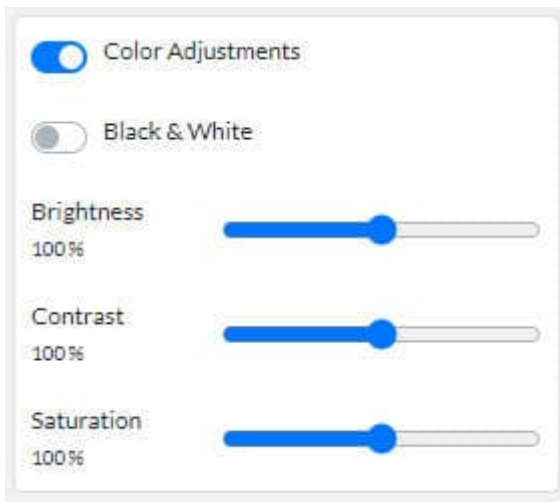 Color Adjustments
Black & White
Brightness
100%
Contrast
100%
Saturation
100%